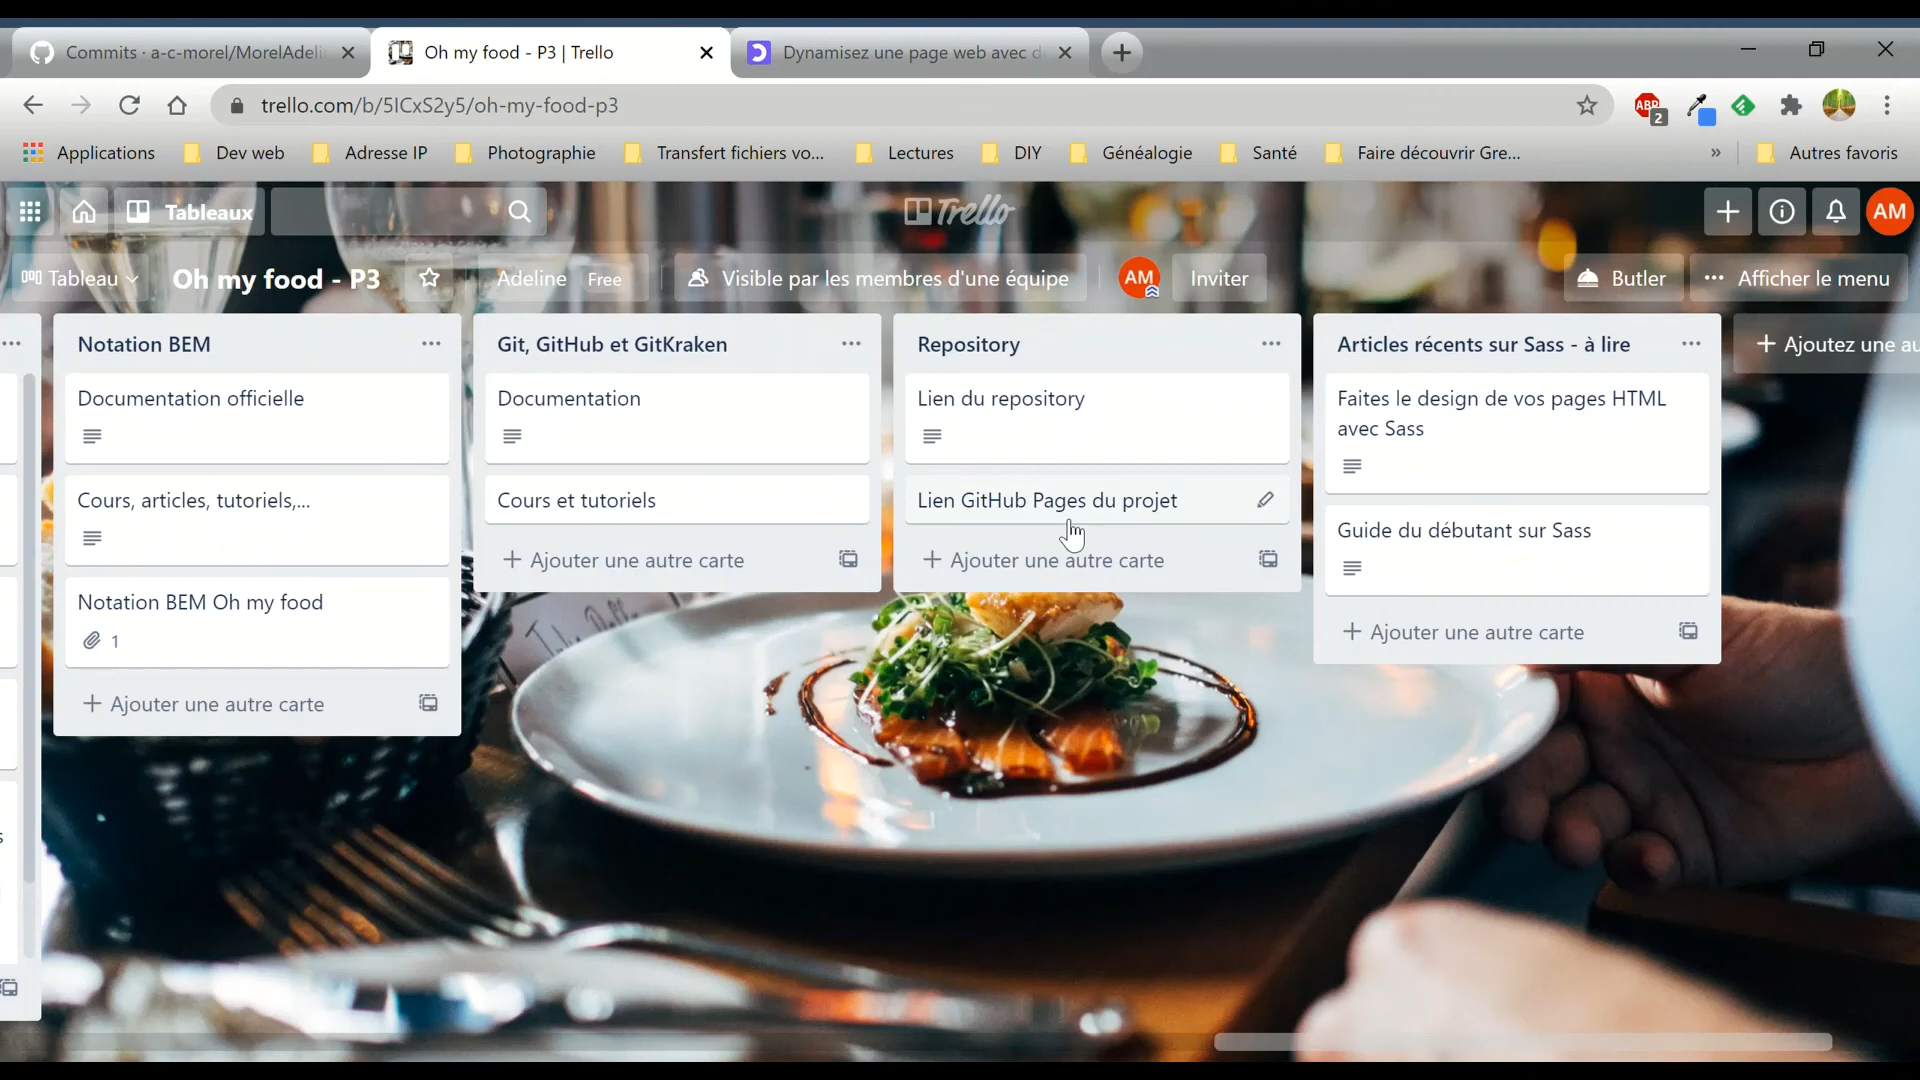 Commits · a-c-morel/MorelAdeli
Oh my food - P3 | Trello
Dynamisez une page web avec d
trello.com/b/5ICxS2y5/oh-my-food-p3
ABP
2
Applications
Dev web
Adresse IP
Photographie
Transfert fichiers vo...
Lectures
DIY
Généalogie
Santé
Faire découvrir Gre...
»
Autres favoris
Tableaux
Trello
AM
Tableau
Oh my food - P3
Adeline Free
Visible par les membres d'une équipe
AM
Inviter
Butler
Afficher le menu
Notation BEM
Documentation officielle
Cours, articles, tutoriels,...
Notation BEM Oh my food
1
+ Ajouter une autre carte
Git, GitHub et GitKraken
Documentation
Cours et tutoriels
+ Ajouter une autre carte
Repository
Lien du repository
Lien GitHub Pages du projet
+ Ajouter une autre carte
Articles récents sur Sass - à lire
Faites le design de vos pages HTML
avec Sass
Guide du débutant sur Sass
+ Ajouter une autre carte
+ Ajoutez une au
s